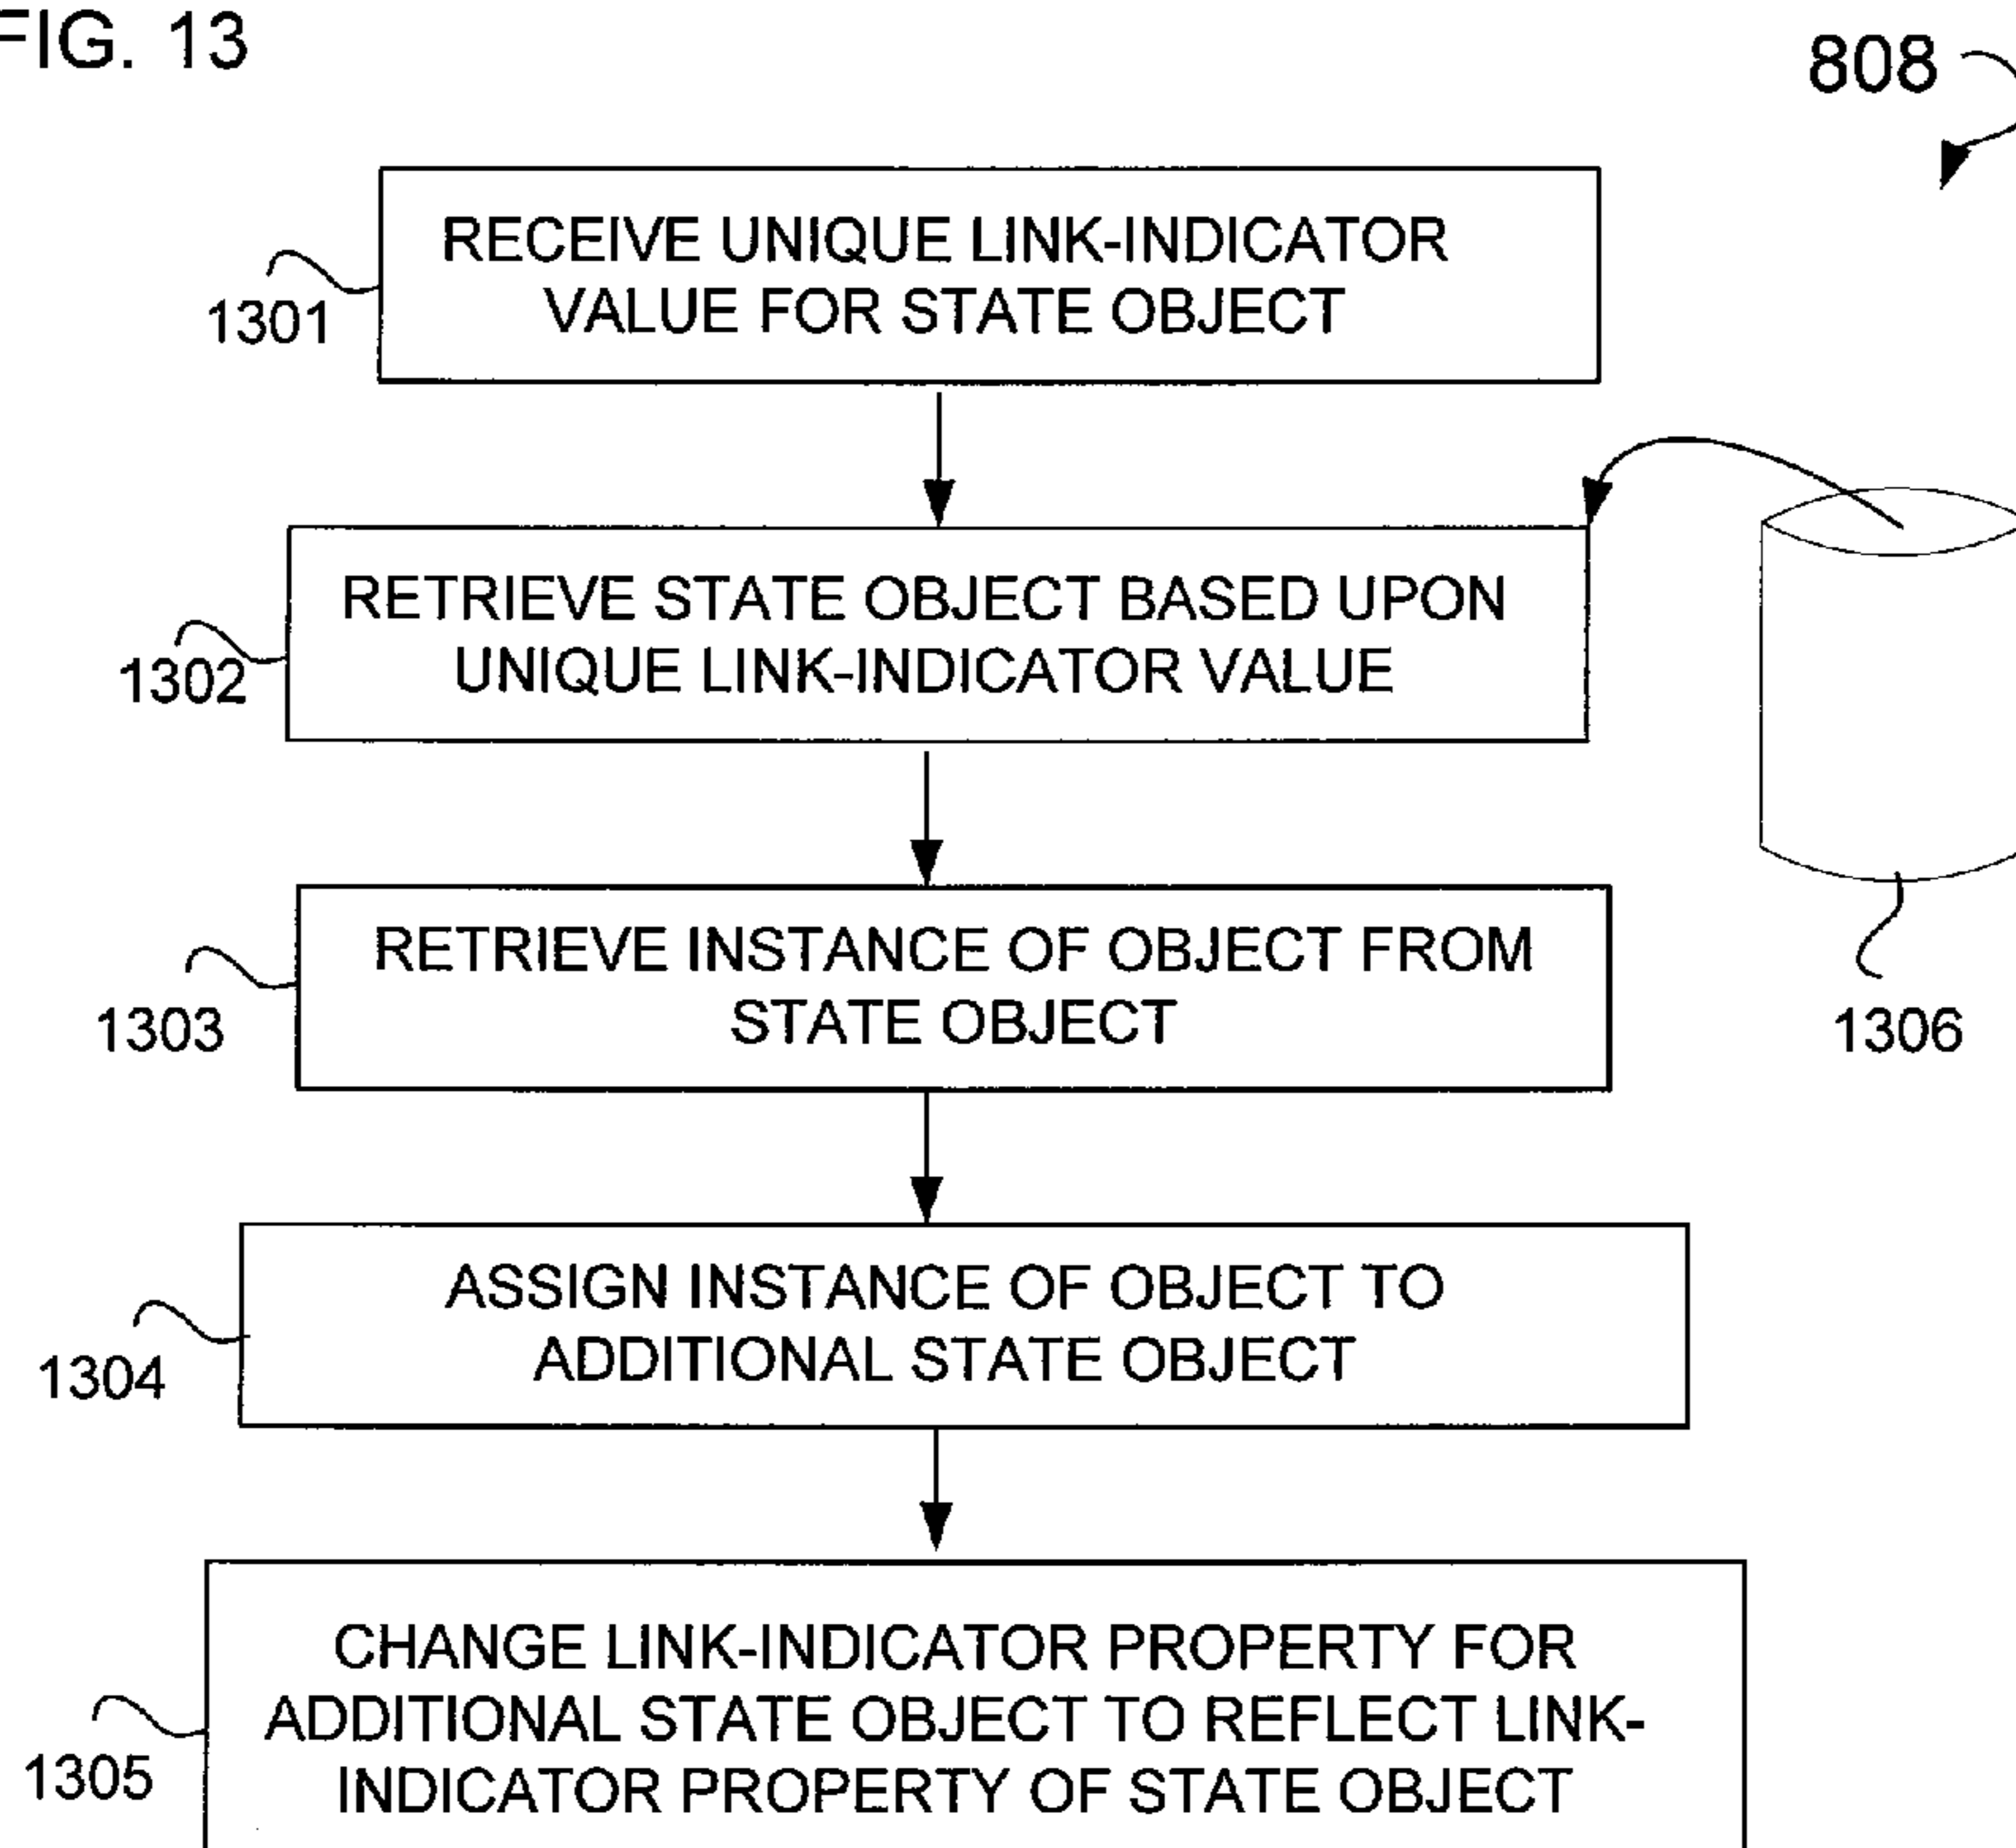 FIG. 13
808
RECEIVE UNIQUE LINK-INDICATOR
VALUE FOR STATE OBJECT
1301
RETRIEVE STATE OBJECT BASED UPON
UNIQUE LINK-INDICATOR VALUE
1302
RETRIEVE INSTANCE OF OBJECT FROM
STATE OBJECT
1303
1306
ASSIGN INSTANCE OF OBJECT TO
ADDITIONAL STATE OBJECT
1304
CHANGE LINK-INDICATOR PROPERTY FOR
ADDITIONAL STATE OBJECT TO REFLECT LINK-
INDICATOR PROPERTY OF STATE OBJECT
1305